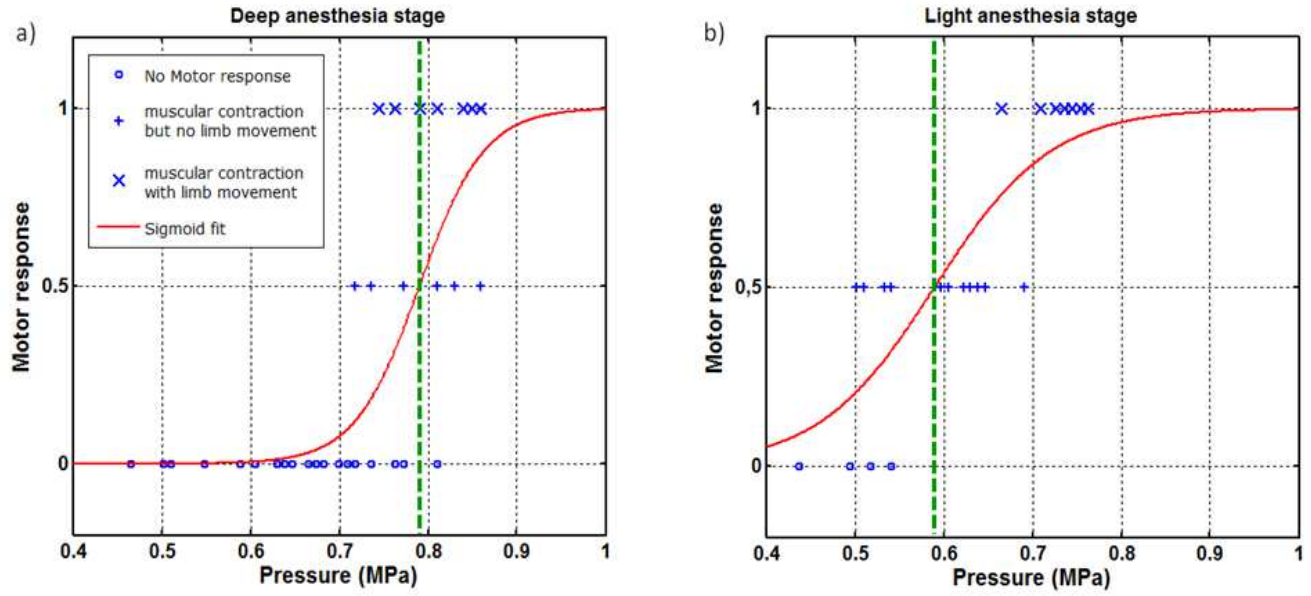 Deep anesthesia stage
a)
No Motor response
muscular contraction
but no limb movement
muscular contraction
with limb movement
Sigmoid fit
1
0,5
0
Motor response
0.4 0.5 0.6 0.7 0.8 0.9 1
Pressure (MPa)
Light anesthesia stage
b)
1
0,5
0
Motor response
0.4 0.5 0.6 0.7 0.8 0.9 1
Pressure (MPa)